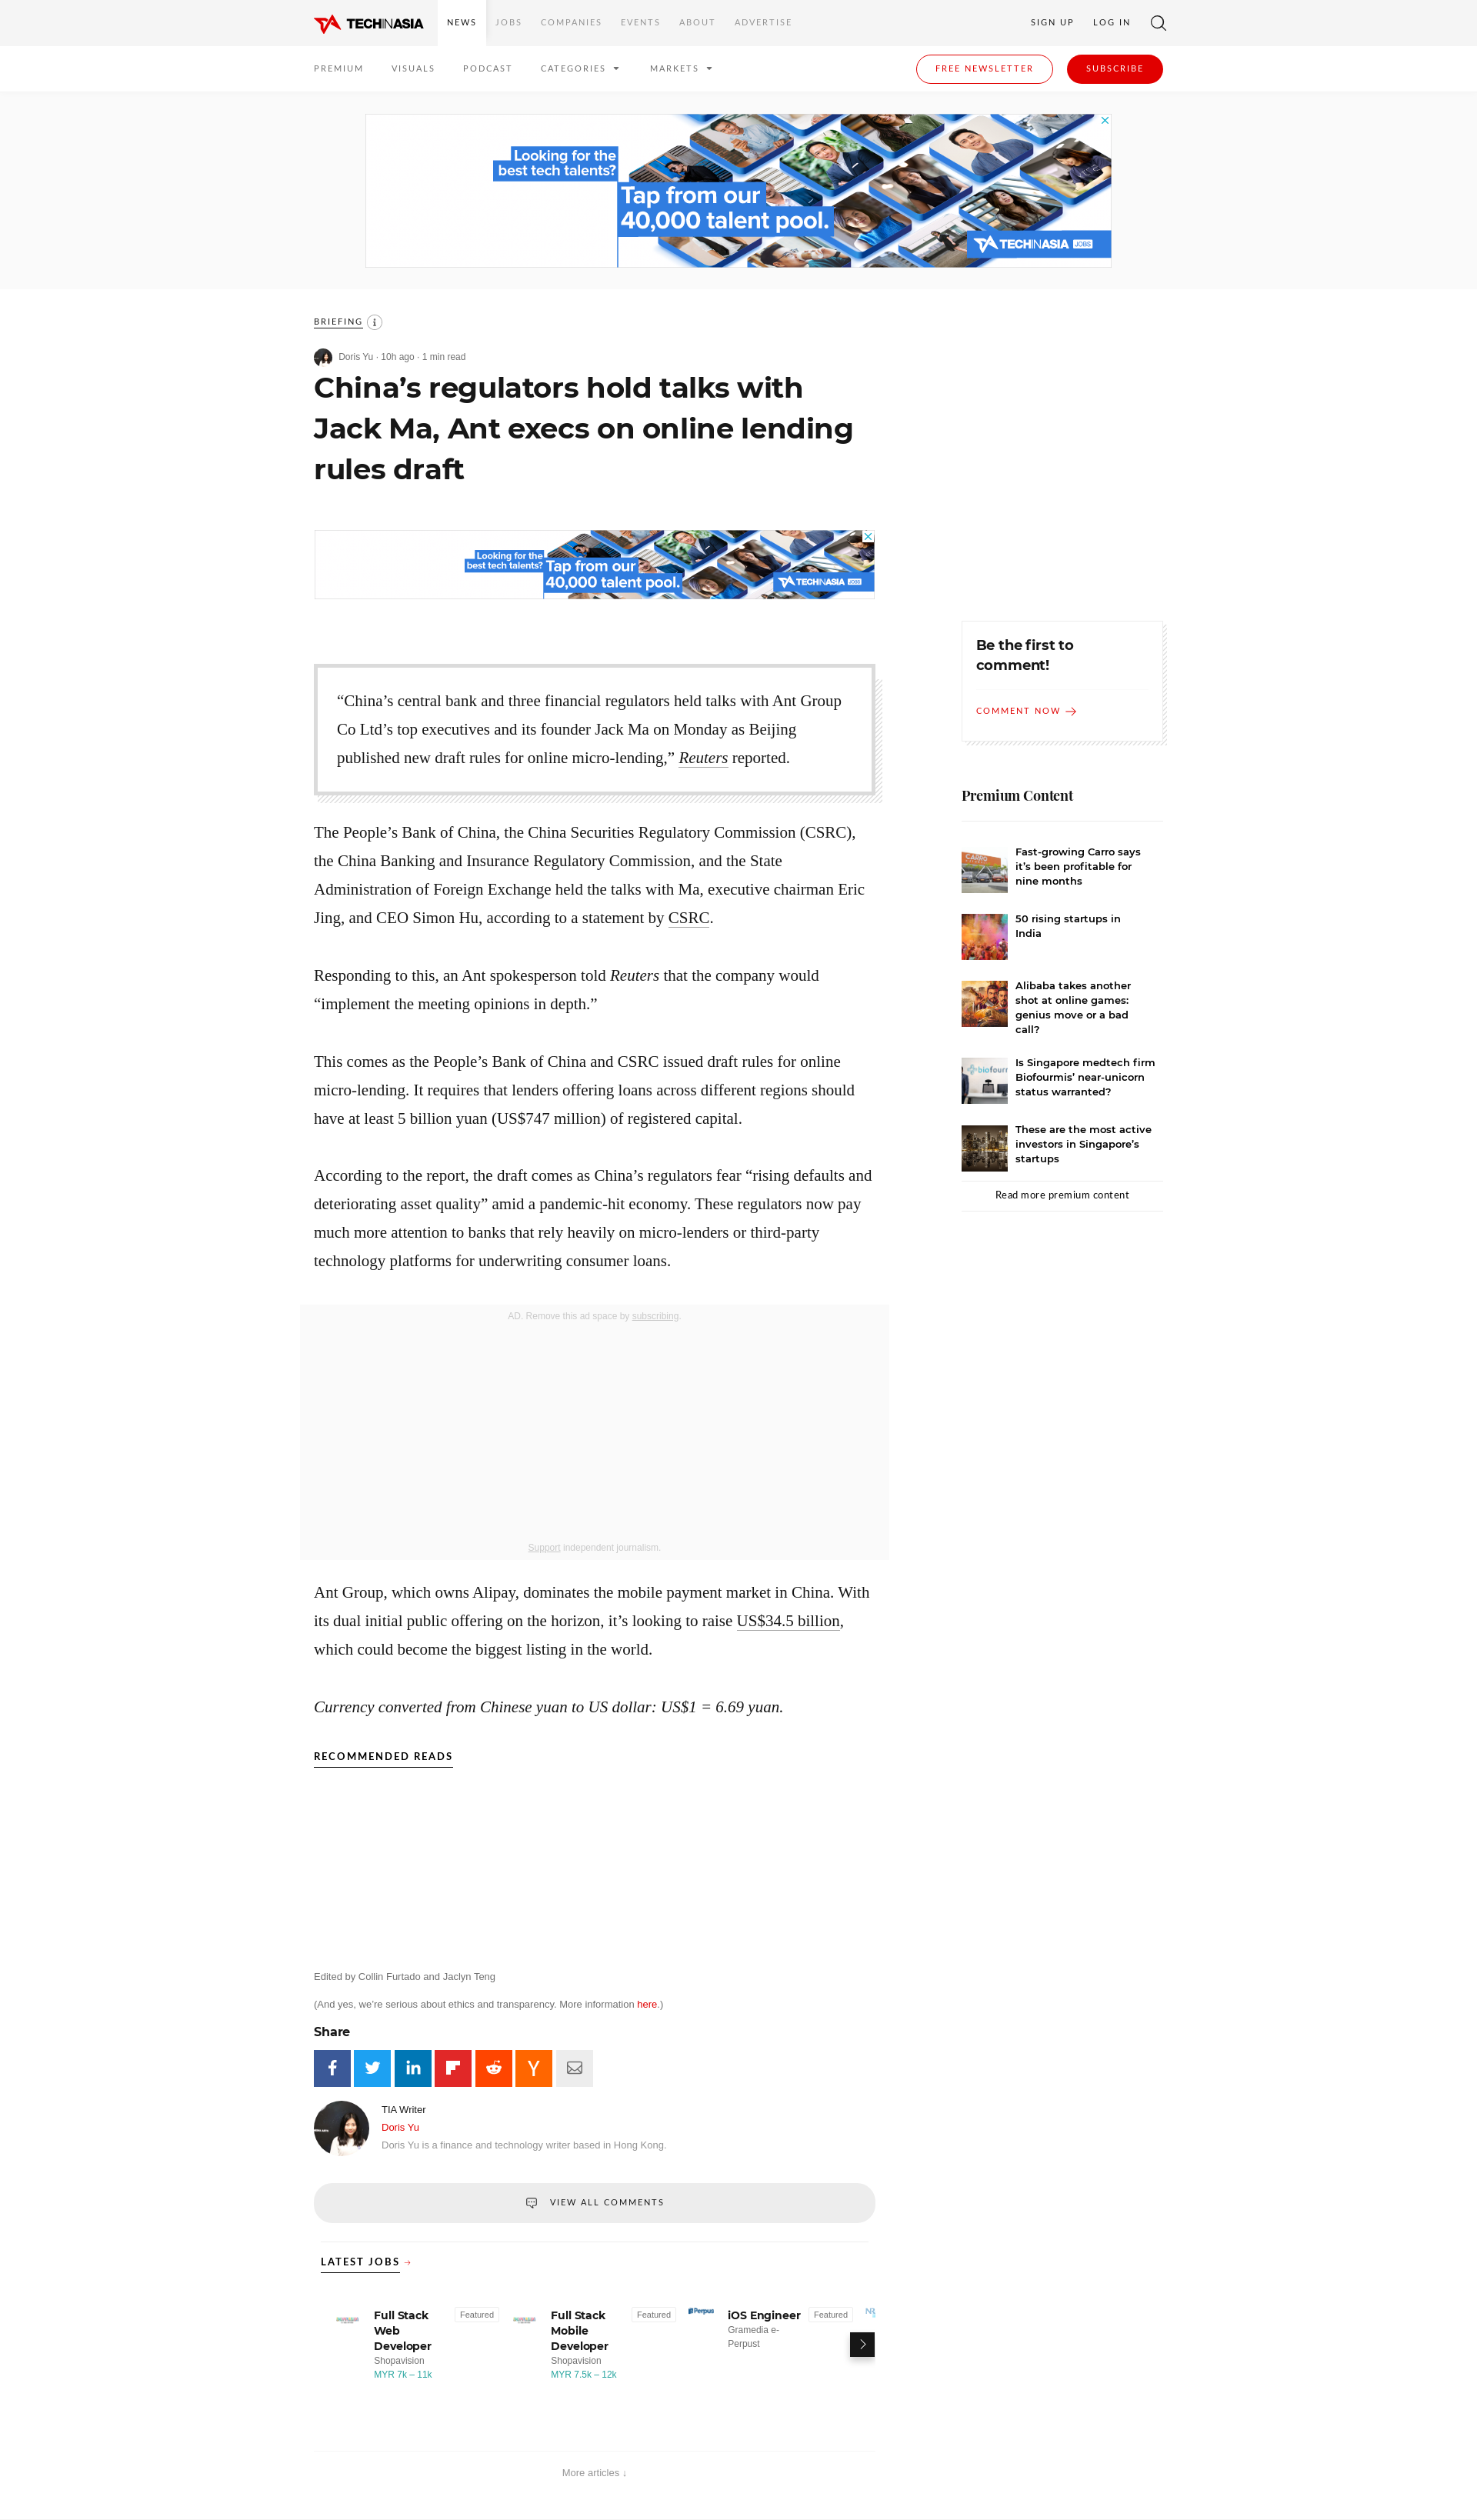 TECHINASIA
NEWS
JOBS
COMPANIES
EVENTS
ABOUT
ADVERTISE
SIGN UP
LOG IN
PREMIUM
VISUALS
PODCAST
CATEGORIES
MARKETS
FREE NEWSLETTER
SUBSCRIBE
Looking for the
best tech talents?
Tap from our
40,000 talent pool.
TECHINASIA JOBS
BRIEFING
Doris Yu · 10h ago · 1 min read
China’s regulators hold talks with
Jack Ma, Ant execs on online lending
rules draft
Looking for the
best tech talents?
Tap from our
40,000 talent pool.
TECHINASIA JOBS
“China’s central bank and three financial regulators held talks with Ant Group
Co Ltd’s top executives and its founder Jack Ma on Monday as Beijing
published new draft rules for online micro-lending,” Reuters reported.
The People’s Bank of China, the China Securities Regulatory Commission (CSRC),
the China Banking and Insurance Regulatory Commission, and the State
Administration of Foreign Exchange held the talks with Ma, executive chairman Eric
Jing, and CEO Simon Hu, according to a statement by CSRC.
Responding to this, an Ant spokesperson told Reuters that the company would
“implement the meeting opinions in depth.”
This comes as the People’s Bank of China and CSRC issued draft rules for online
micro-lending. It requires that lenders offering loans across different regions should
have at least 5 billion yuan (US$747 million) of registered capital.
According to the report, the draft comes as China’s regulators fear “rising defaults and
deteriorating asset quality” amid a pandemic-hit economy. These regulators now pay
much more attention to banks that rely heavily on micro-lenders or third-party
technology platforms for underwriting consumer loans.
AD. Remove this ad space by subscribing.
Support independent journalism.
Ant Group, which owns Alipay, dominates the mobile payment market in China. With
its dual initial public offering on the horizon, it’s looking to raise US$34.5 billion,
which could become the biggest listing in the world.
Currency converted from Chinese yuan to US dollar: US$1 = 6.69 yuan.
RECOMMENDED READS
Edited by Collin Furtado and Jaclyn Teng
(And yes, we’re serious about ethics and transparency. More information here.)
Share
TIA Writer
Doris Yu
Doris Yu is a finance and technology writer based in Hong Kong.
VIEW ALL COMMENTS
LATEST JOBS →
Full Stack
Web
Developer
Shopavision
MYR 7k – 11k
Featured
Full Stack
Mobile
Developer
Shopavision
MYR 7.5k – 12k
Featured
Perpus
iOS Engineer
Gramedia e-
Perpust
Featured
More articles ↓
Be the first to
comment!
COMMENT NOW
Premium Content
CARRO
Fast-growing Carro says
it’s been profitable for
nine months
50 rising startups in
India
Alibaba takes another
shot at online games:
genius move or a bad
call?
biofourm
Is Singapore medtech firm
Biofourmis’ near-unicorn
status warranted?
These are the most active
investors in Singapore’s
startups
Read more premium content